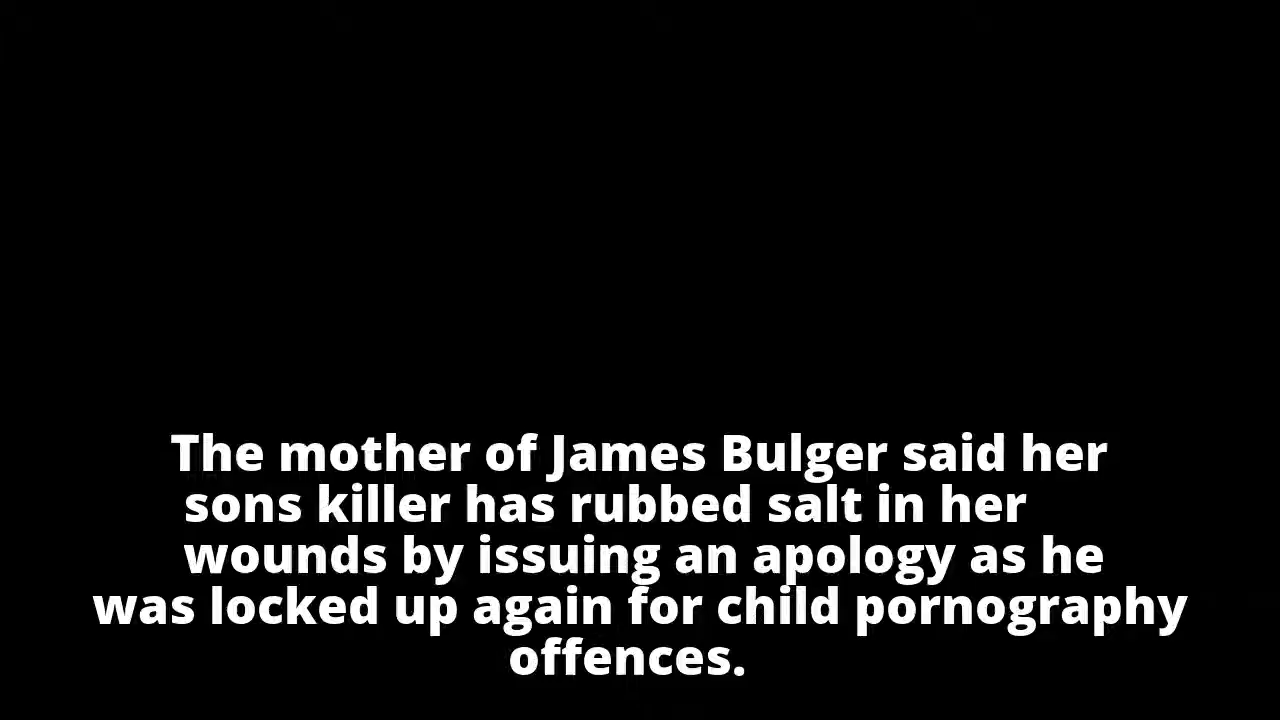 The mother of James Bulger said her
sons killer has rubbed salt in her
wounds by issuing an apology as he
was locked up again for child pornography
offences.